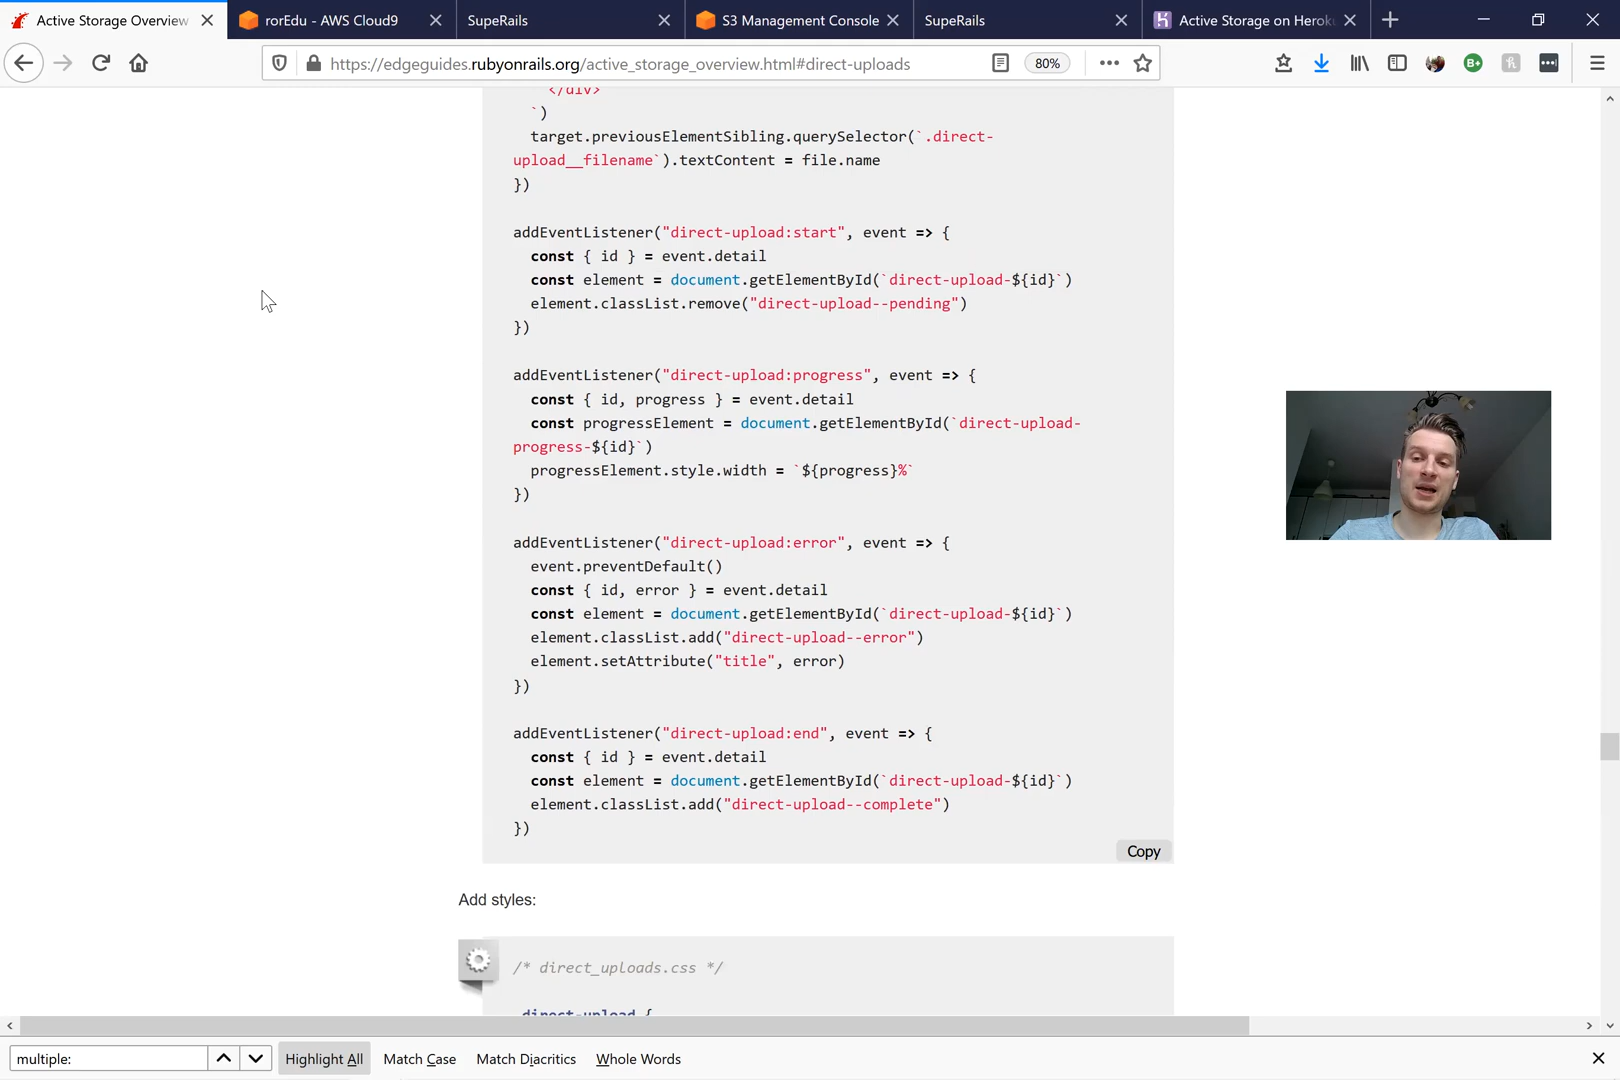 Active Storage Overview
rorEdu - AWS Cloud9
SupeRails
S3 Management Console
SupeRails
Active Storage on Heroku
https://edgeguides.rubyonrails.org/active_storage_overview.html#direct-uploads
80%
</div>
`)
target.previousElementSibling.querySelector(`.direct-
upload__filename`).textContent = file.name
})
addEventListener("direct-upload:start", event => {
const { id } = event.detail
const element = document.getElementById(`direct-upload-${id}`)
element.classList.remove("direct-upload--pending")
})
addEventListener("direct-upload:progress", event => {
const { id, progress } = event.detail
const progressElement = document.getElementById(`direct-upload-
progress-${id}`)
progressElement.style.width = `${progress}%`
})
addEventListener("direct-upload:error", event => {
event.preventDefault()
const { id, error } = event.detail
const element = document.getElementById(`direct-upload-${id}`)
element.classList.add("direct-upload--error")
element.setAttribute("title", error)
})
addEventListener("direct-upload:end", event => {
const { id } = event.detail
const element = document.getElementById(`direct-upload-${id}`)
element.classList.add("direct-upload--complete")
})
Copy
Add styles:
/* direct_uploads.css */
.direct-upload {
multiple:
Highlight All
Match Case
Match Diacritics
Whole Words